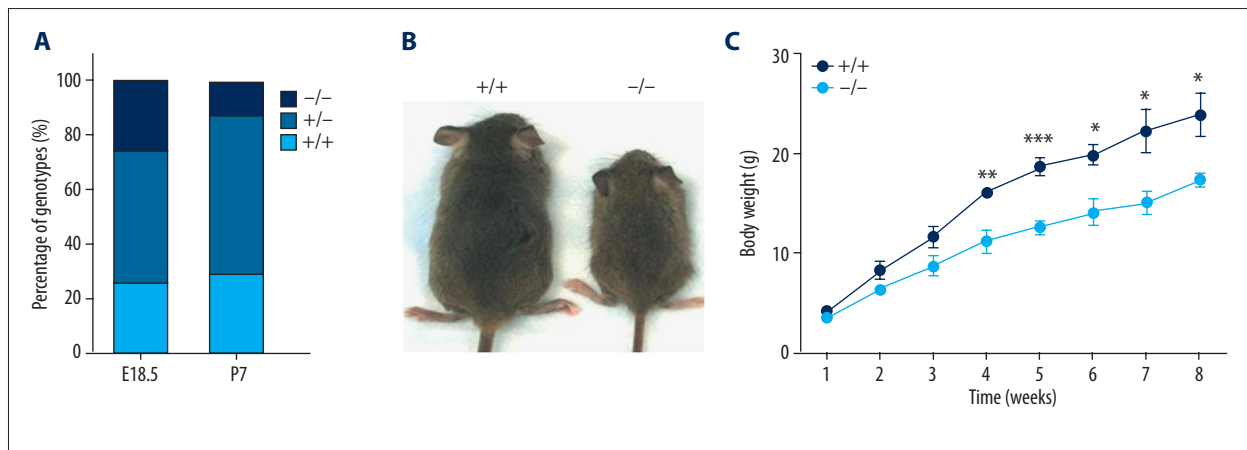 A
Percentage of genotypes (%)
100
80
60
40
20
0
E18.5 P7
–/–
+/–
+/+
B
+/+ –/–
C
Body weight (g)
30
20
10
0
+/+
–/–
** *** * * *
1 2 3 4 5 6 7 8
Time (weeks)